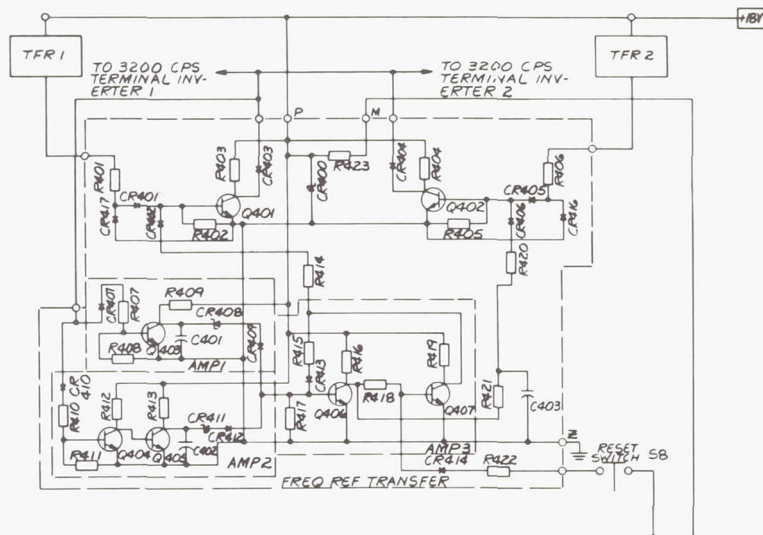 +18V
TFR 1
TO 3200 CPS
TERMINAL INV-
ERTER 1
TO 3200 CPS
TERMINAL INV-
ERTER 2
TFR 2
P
M
R401
CR401
CR417
CR402
R403
CR403
Q401
R402
CR400
R423
CR404
R404
Q402
R405
CR405
CR406
R406
CR416
R420
R414
CR407
R407
R409
CR408
R408
Q403
C401
CR409
AMP1
R415
CR413
R416
R419
R418
R417
Q406
Q407
R421
C403
CR
410
R410
R412
R413
CR411
CR412
R411
Q404
Q405
C402
AMP2
AMP3
N
CR414
R422
RESET
SWITCH S8
FREQ REF TRANSFER